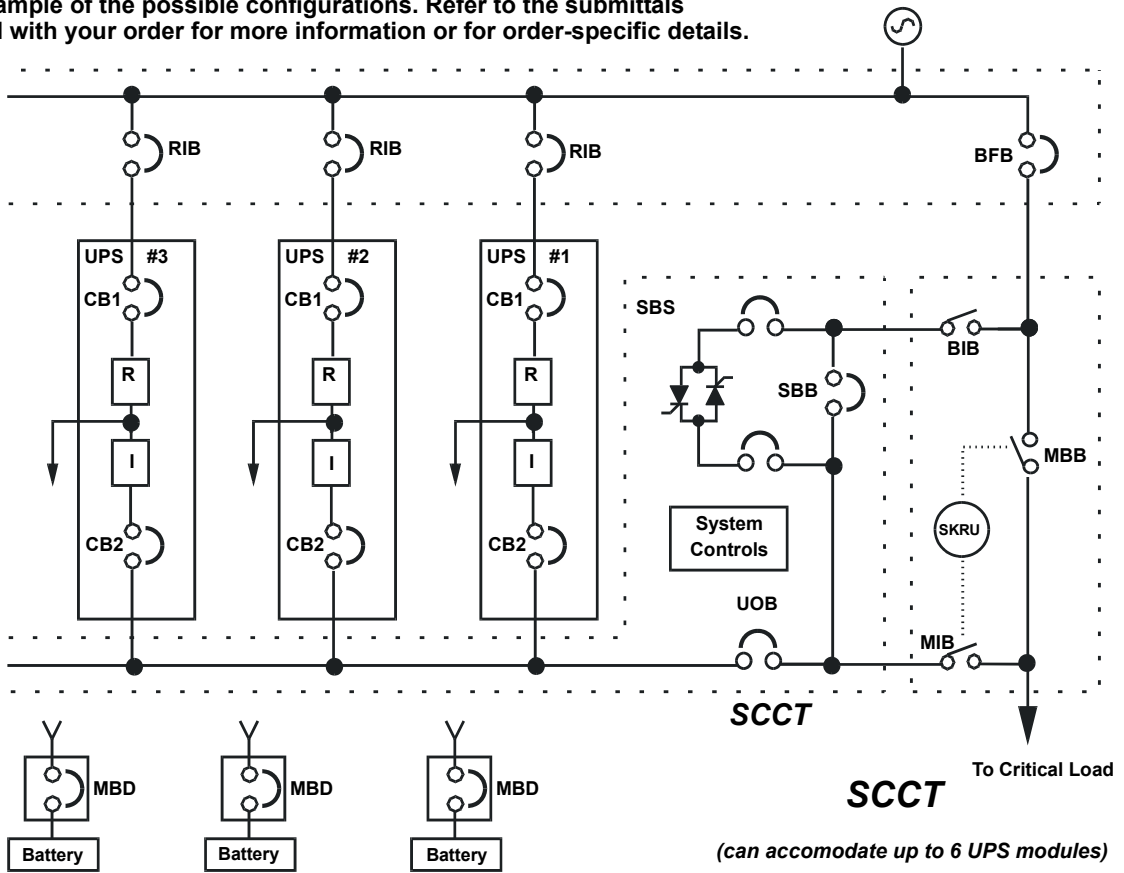 ample of the possible configurations. Refer to the submittals
with your order for more information or for order-specific details.
RIB
RIB
RIB
BFB
UPS #3
UPS #2
UPS #1
CB1
CB1
CB1
SBS
BIB
R
R
R
SBB
MBB
I
I
I
System
Controls
SKRU
CB2
CB2
CB2
UOB
MIB
SCCT
To Critical Load
MBD
MBD
MBD
SCCT
Battery
Battery
Battery
(can accomodate up to 6 UPS modules)